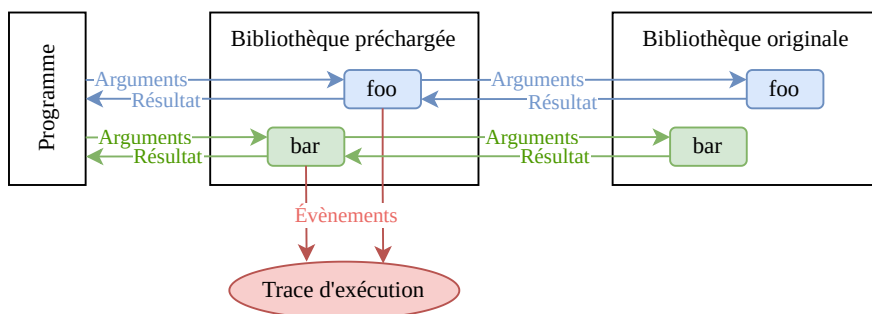 Programme
Bibliothèque préchargée
Bibliothèque originale
Arguments
Résultat
foo
Arguments
Résultat
foo
Arguments
Résultat
bar
Arguments
Résultat
bar
Évènements
Trace d'exécution